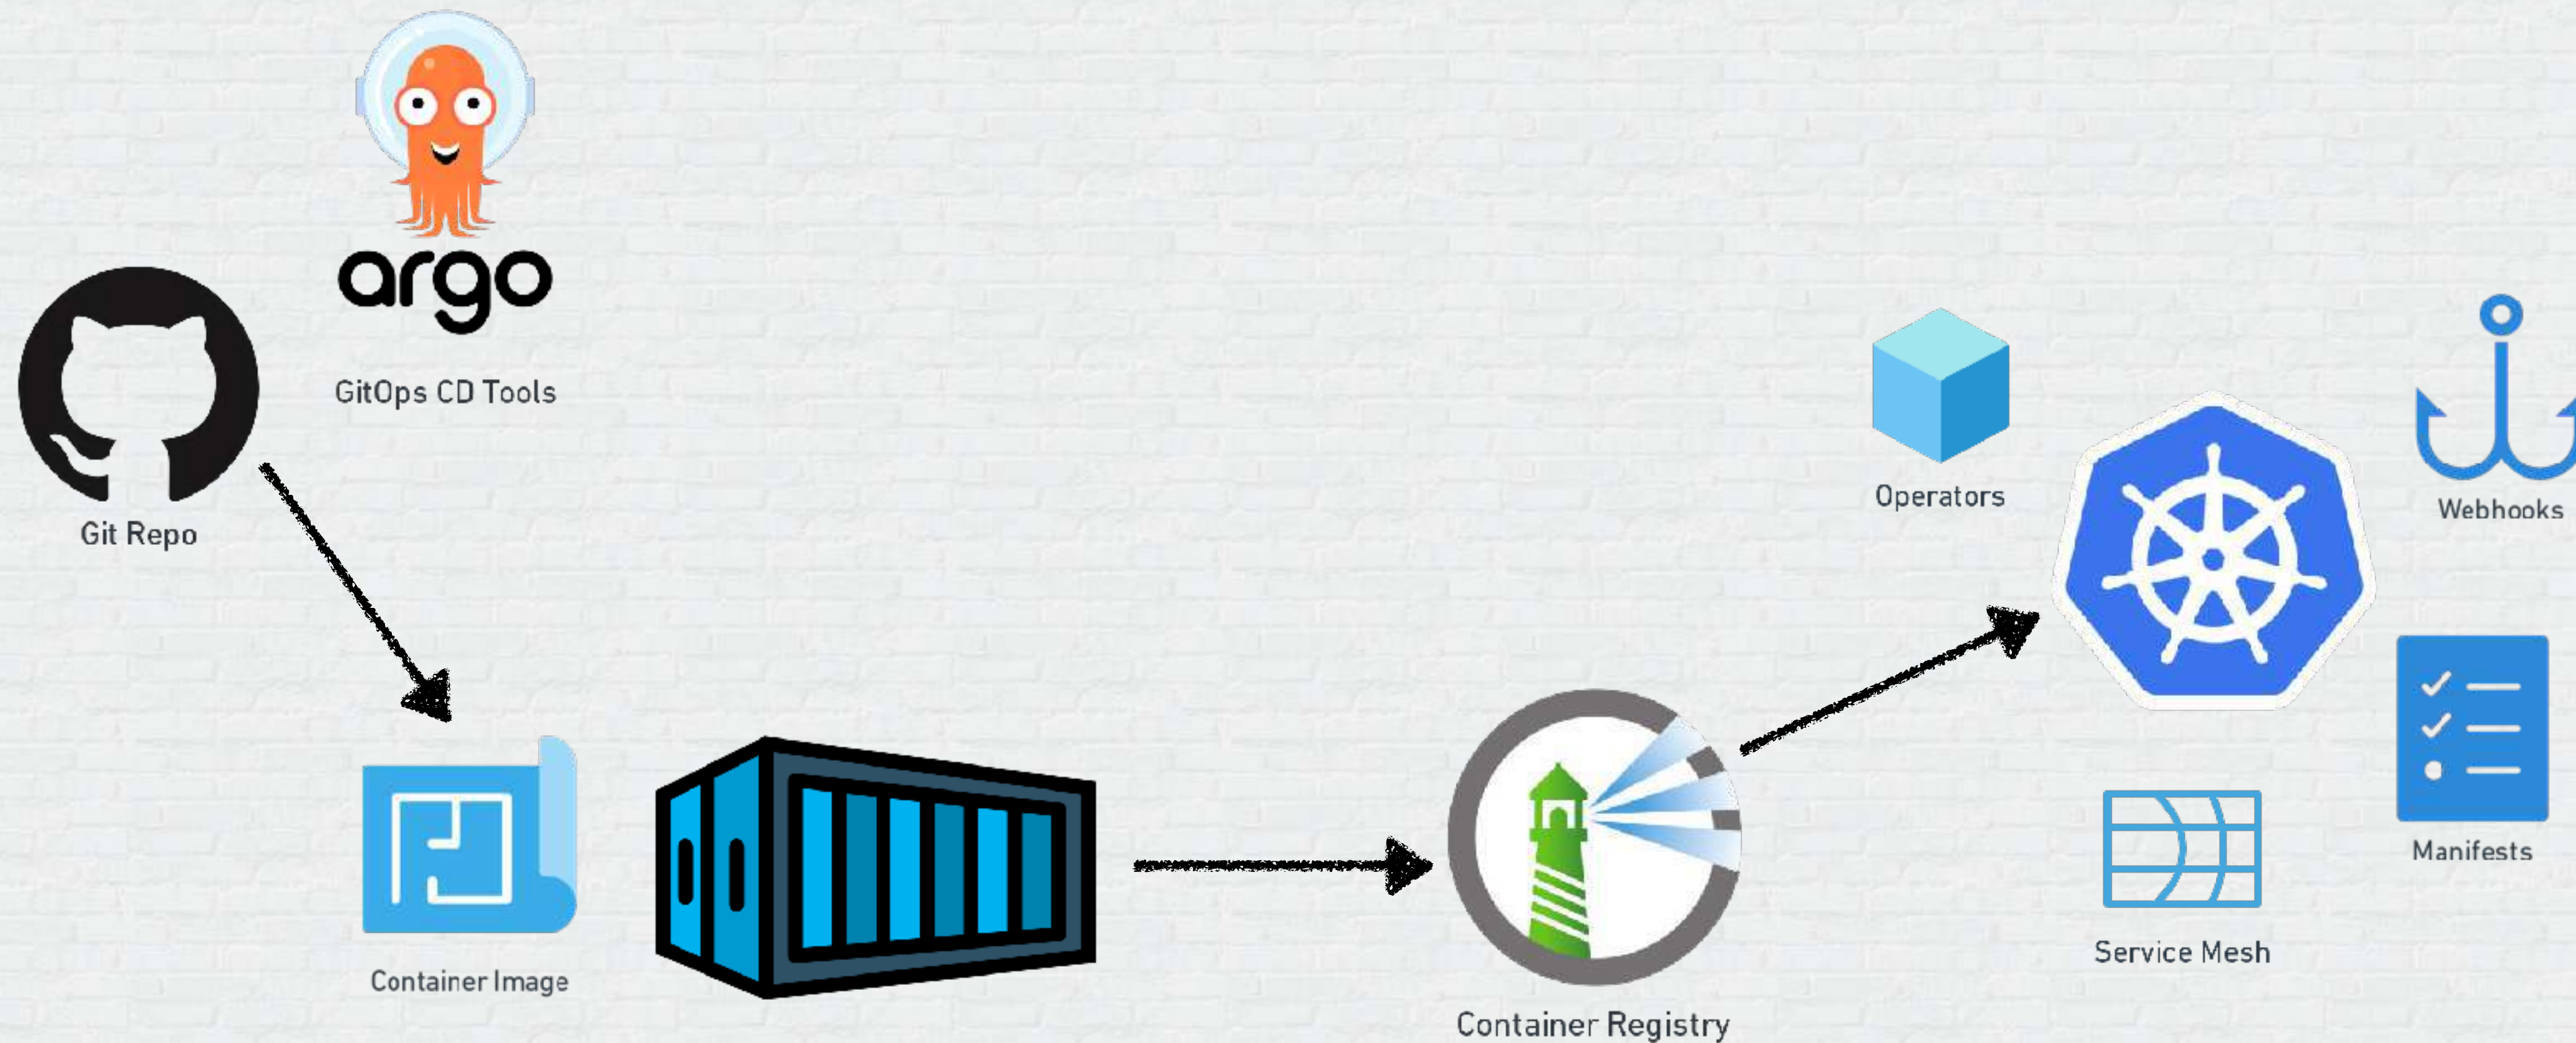 argo
GitOps CD Tools
Git Repo
Operators
Webhooks
Container Image
Container Registry
Manifests
Service Mesh